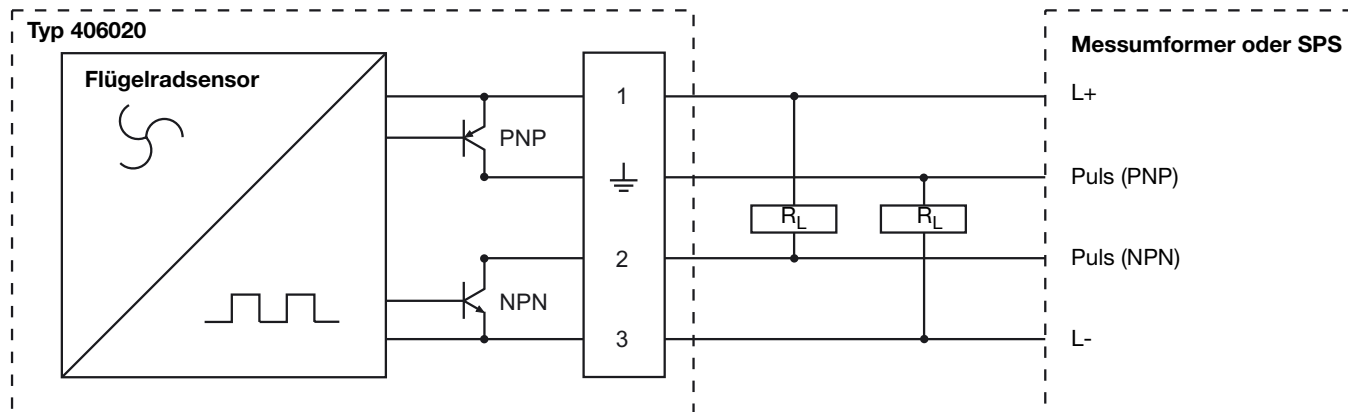 Typ 406020
Flügelradsensor
PNP
NPN
1
2
3
R_L
R_L
Messumformer oder SPS
L+
Puls (PNP)
Puls (NPN)
L-